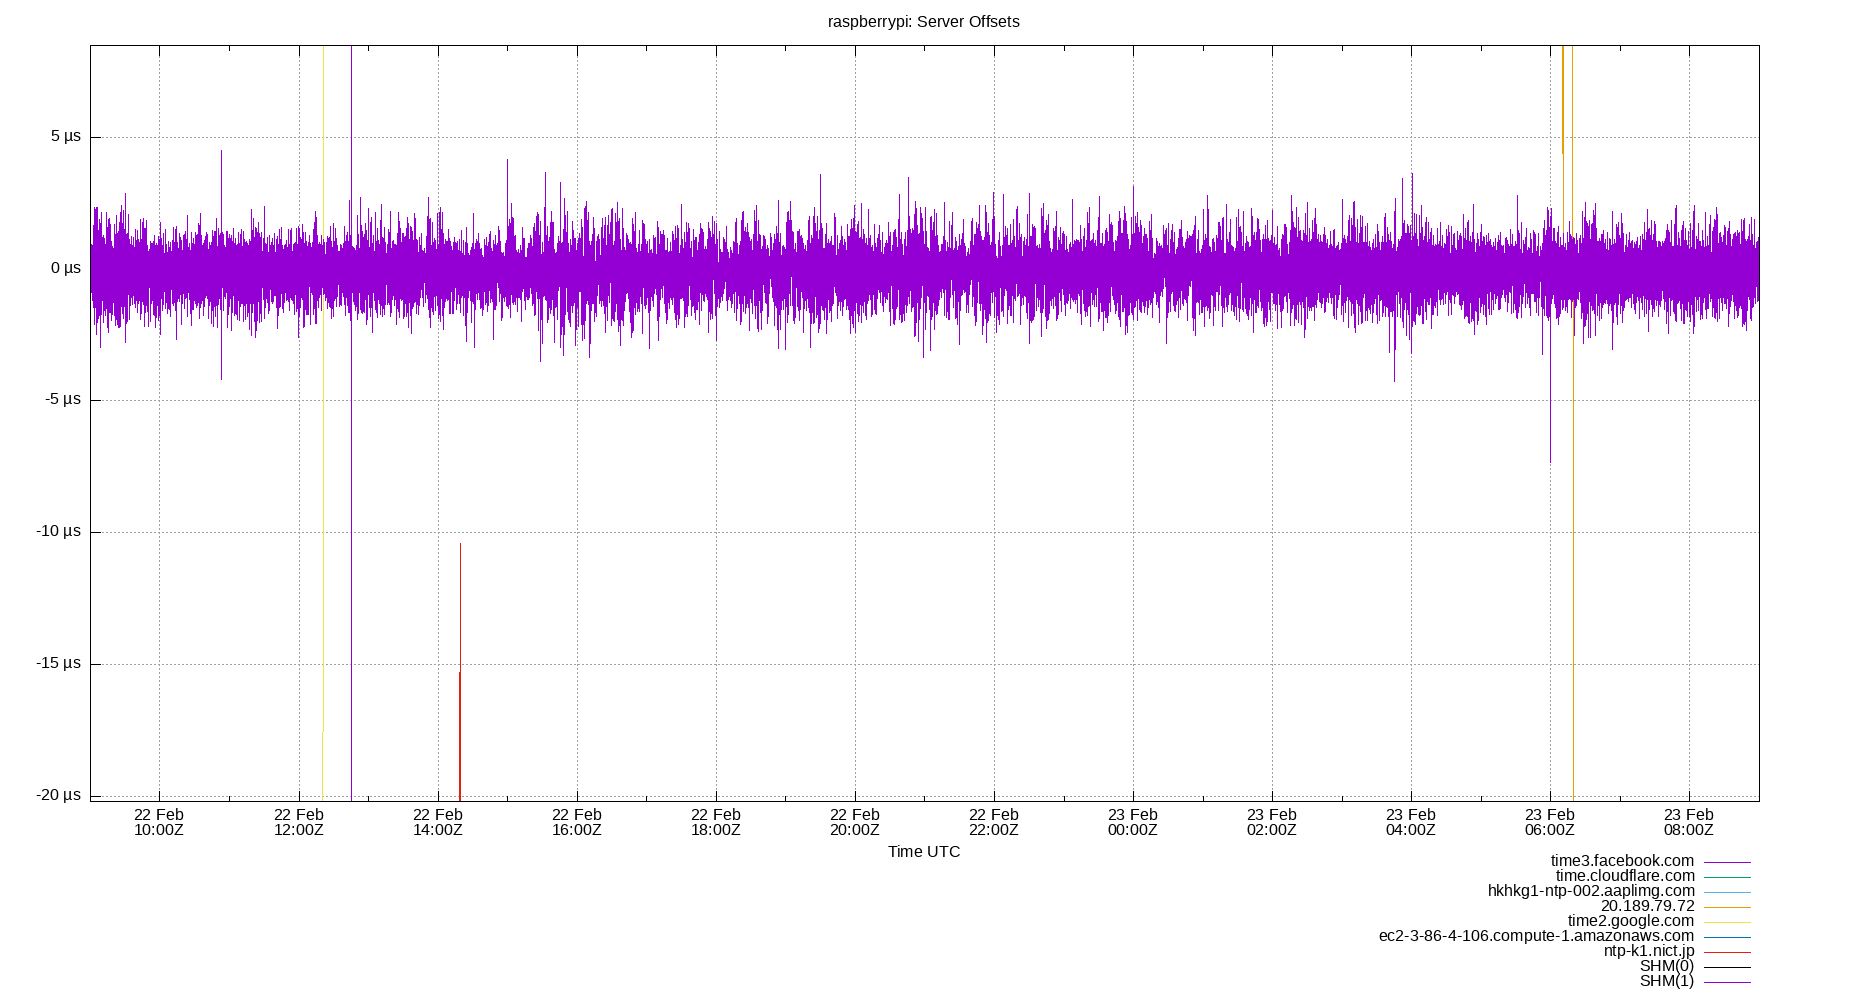 raspberrypi: Server Offsets
5 µs
0 µs
-5 µs
-10 µs
-15 µs
-20 µs
22 Feb 22 Feb 22 Feb 22 Feb 22 Feb 22 Feb 22 Feb 23 Feb 23 Feb 23 Feb 23 Feb 23 Feb
10:00Z 12:00Z 14:00Z 16:00Z 18:00Z 20:00Z 22:00Z 00:00Z 02:00Z 04:00Z 06:00Z 08:00Z
Time UTC
time3.facebook.com
time.cloudflare.com
hkhkg1-ntp-002.aaplimg.com
20.189.79.72
time2.google.com
ec2-3-86-4-106.compute-1.amazonaws.com
ntp-k1.nict.jp
SHM(0)
SHM(1)